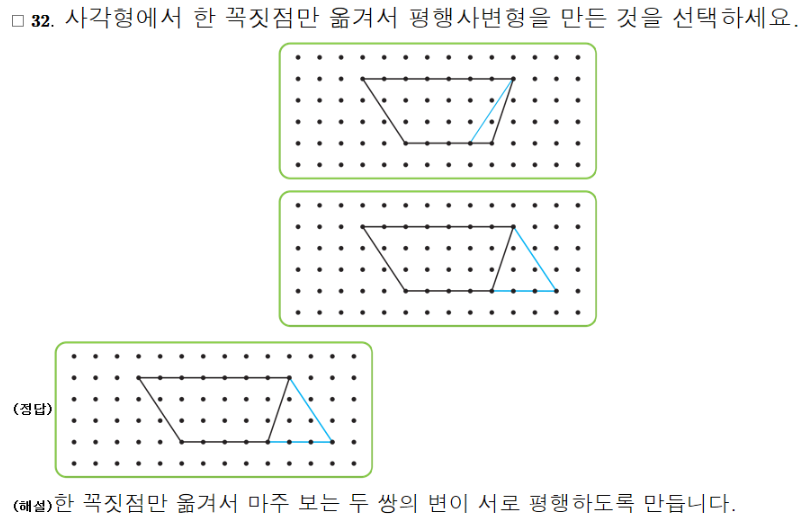 □ 32. 사각형에서 한 꼭짓점만 옮겨서 평행사변형을 만든 것을 선택하세요.
(정답)
(해설)한 꼭짓점만 옮겨서 마주 보는 두 쌍의 변이 서로 평행하도록 만듭니다.